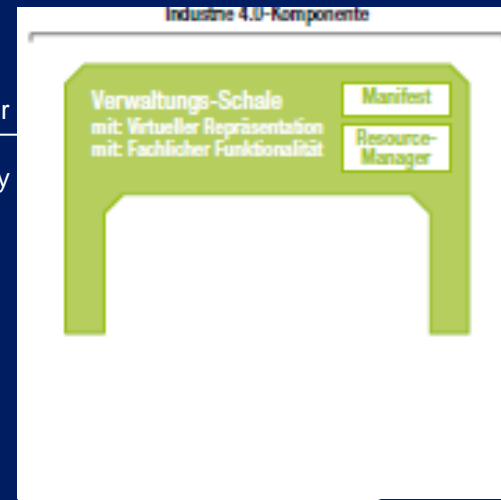 Industrie 4.0-Komponente
r
y
Verwaltungs-Schale
mit: Virtueller Repräsentation
mit: Fachlicher Funktionalität
Manifest
Resource-
Manager